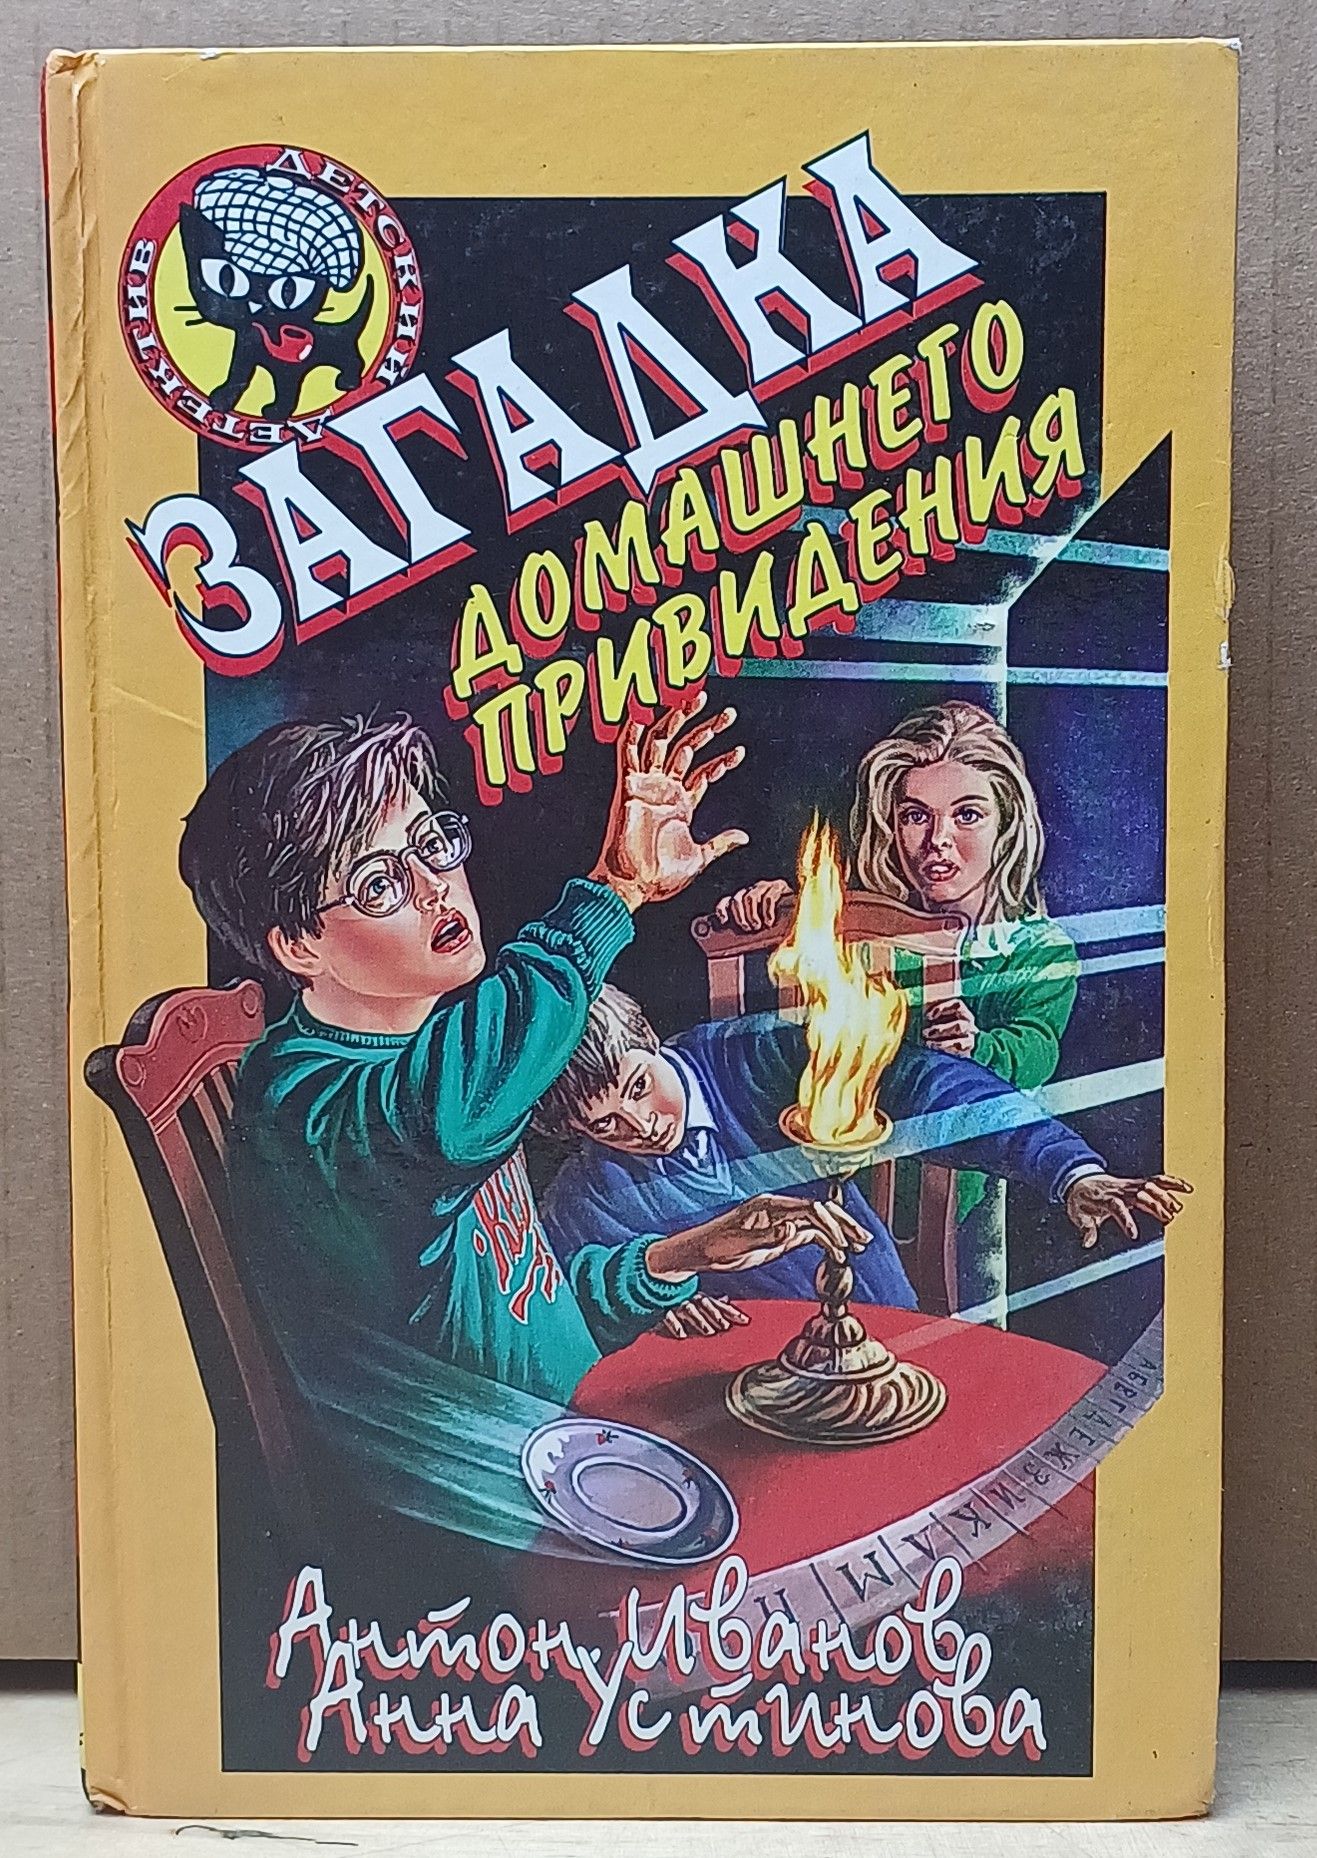 ДЕТСКИЙ ДЕТЕКТИВ
ЗАГАДКА
ДОМАШНЕГО
ПРИВИДЕНИЯ
А Б В Г Д Е Ж З И К Л М Н
Антон Иванов
Анна Устинова